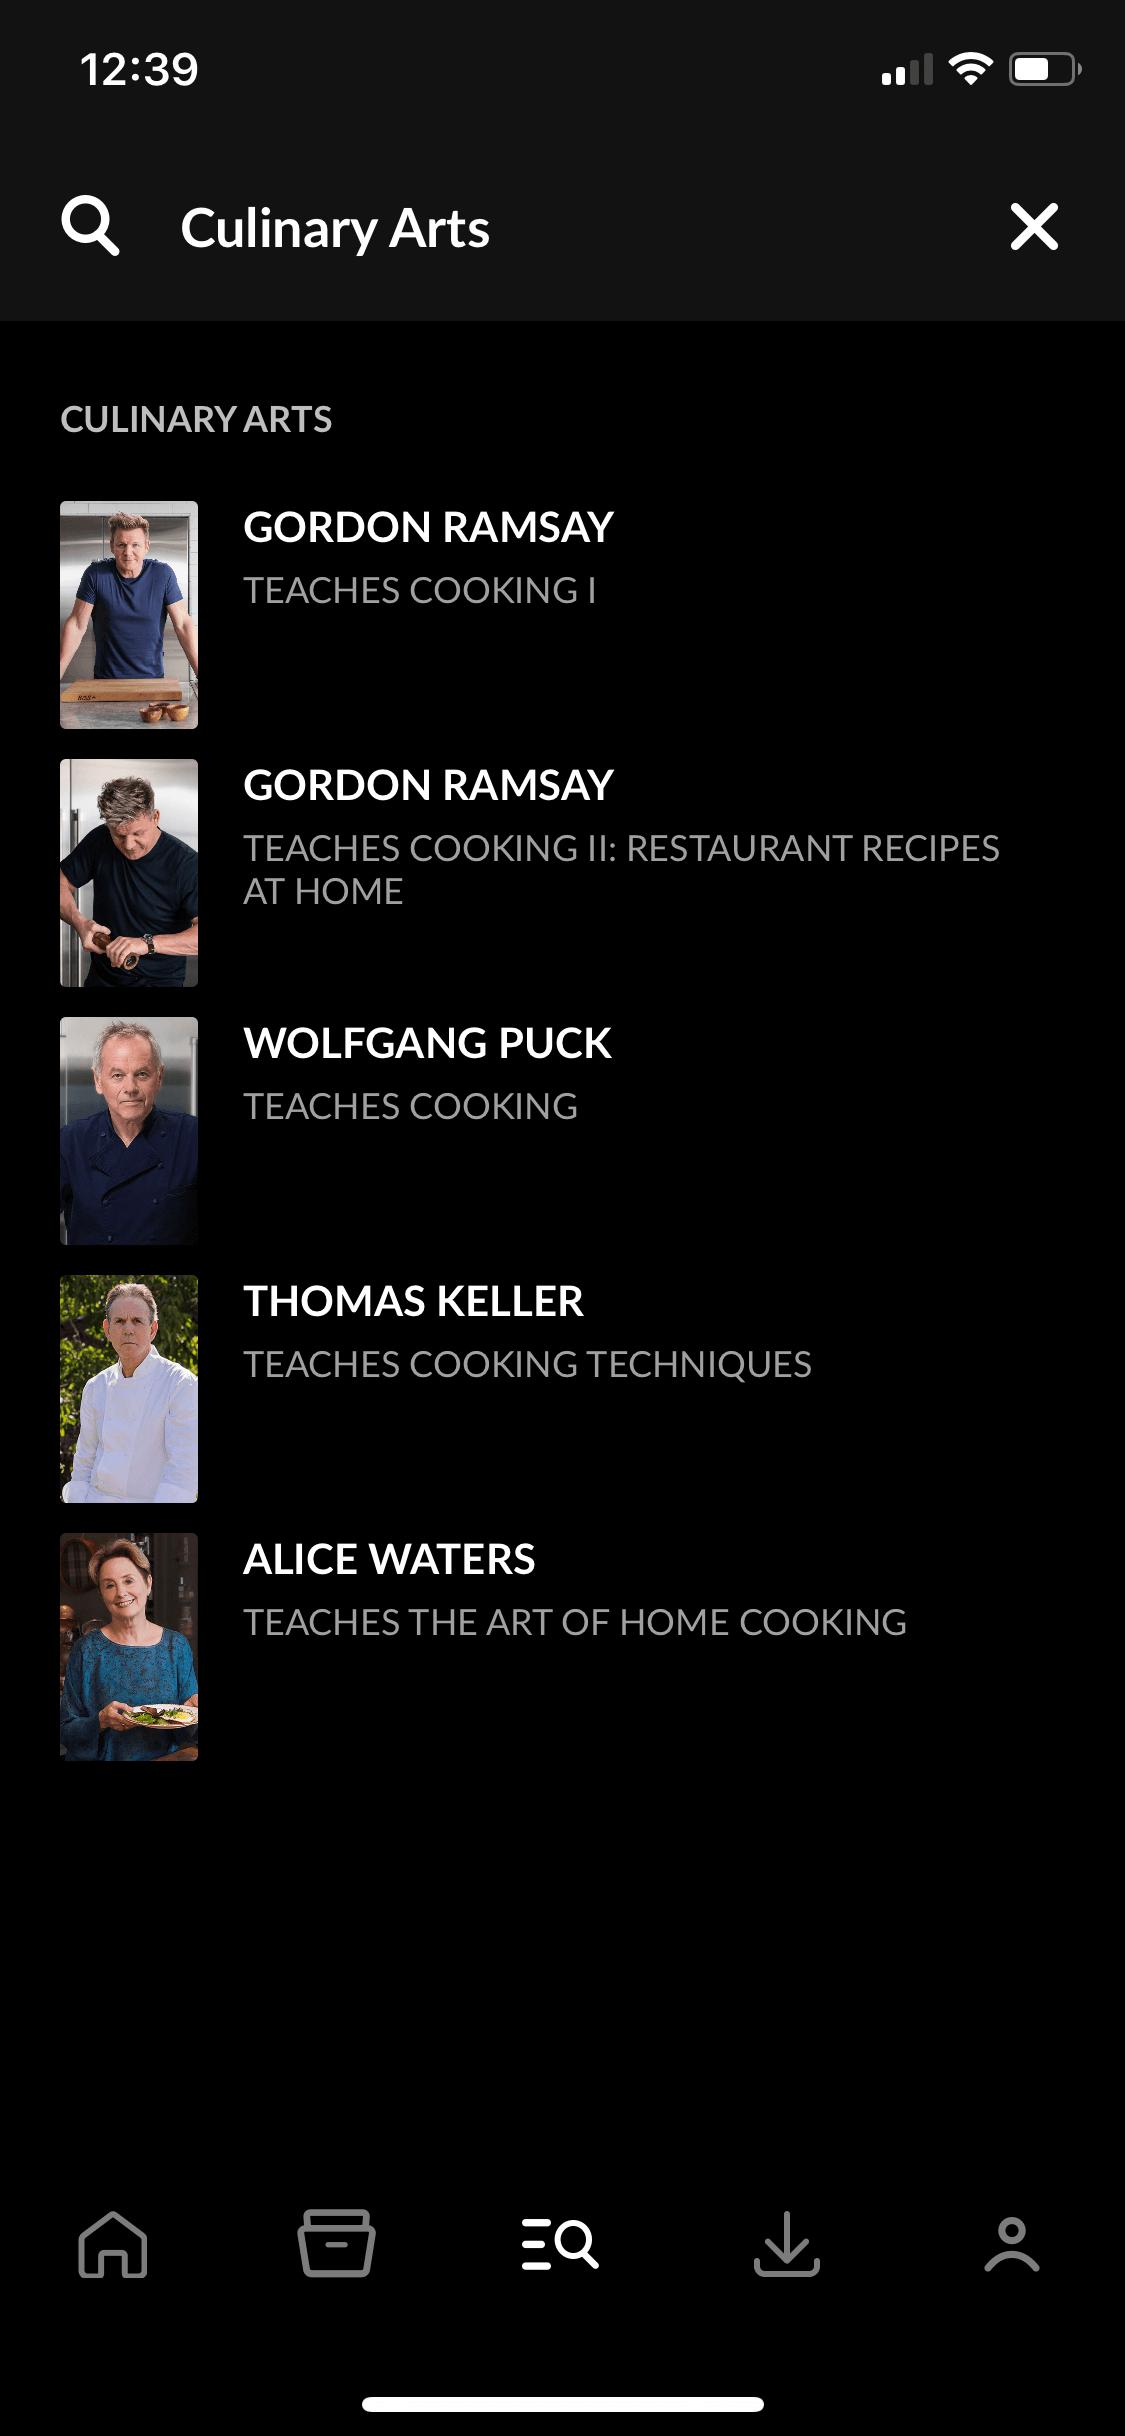 12:39
Culinary Arts
CULINARY ARTS
GORDON RAMSAY
TEACHES COOKING I
GORDON RAMSAY
TEACHES COOKING II: RESTAURANT RECIPES
AT HOME
WOLFGANG PUCK
TEACHES COOKING
THOMAS KELLER
TEACHES COOKING TECHNIQUES
ALICE WATERS
TEACHES THE ART OF HOME COOKING